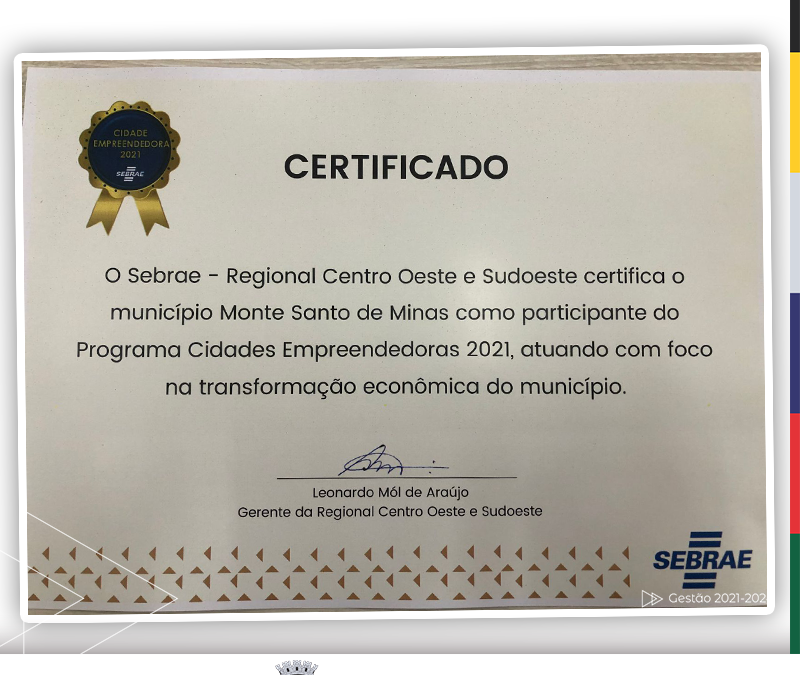 CIDADE
EMPREENDEDORA
2021
SEBRAE
CERTIFICADO
O Sebrae - Regional Centro Oeste e Sudoeste certifica o
município Monte Santo de Minas como participante do
Programa Cidades Empreendedoras 2021, atuando com foco
na transformação econômica do município.
Leonardo Mól de Araújo
Gerente da Regional Centro Oeste e Sudoeste
SEBRAE
Gestão 2021-202